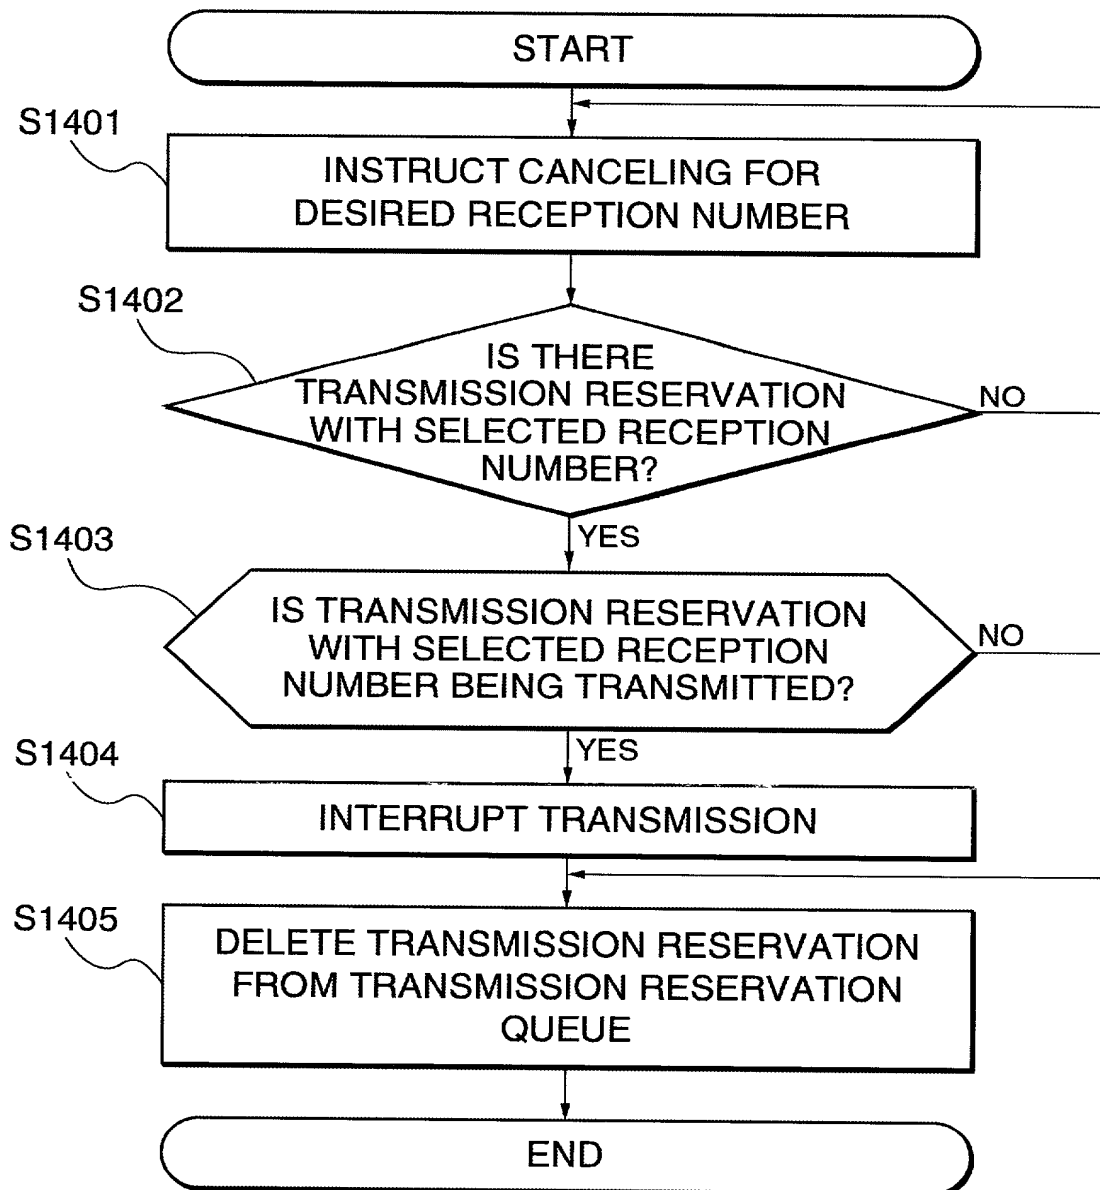 START
S1401
INSTRUCT CANCELING FOR
DESIRED RECEPTION NUMBER
S1402
IS THERE
TRANSMISSION RESERVATION
WITH SELECTED RECEPTION
NUMBER?
NO
YES
S1403
IS TRANSMISSION RESERVATION
WITH SELECTED RECEPTION
NUMBER BEING TRANSMITTED?
NO
YES
S1404
INTERRUPT TRANSMISSION
S1405
DELETE TRANSMISSION RESERVATION
FROM TRANSMISSION RESERVATION
QUEUE
END